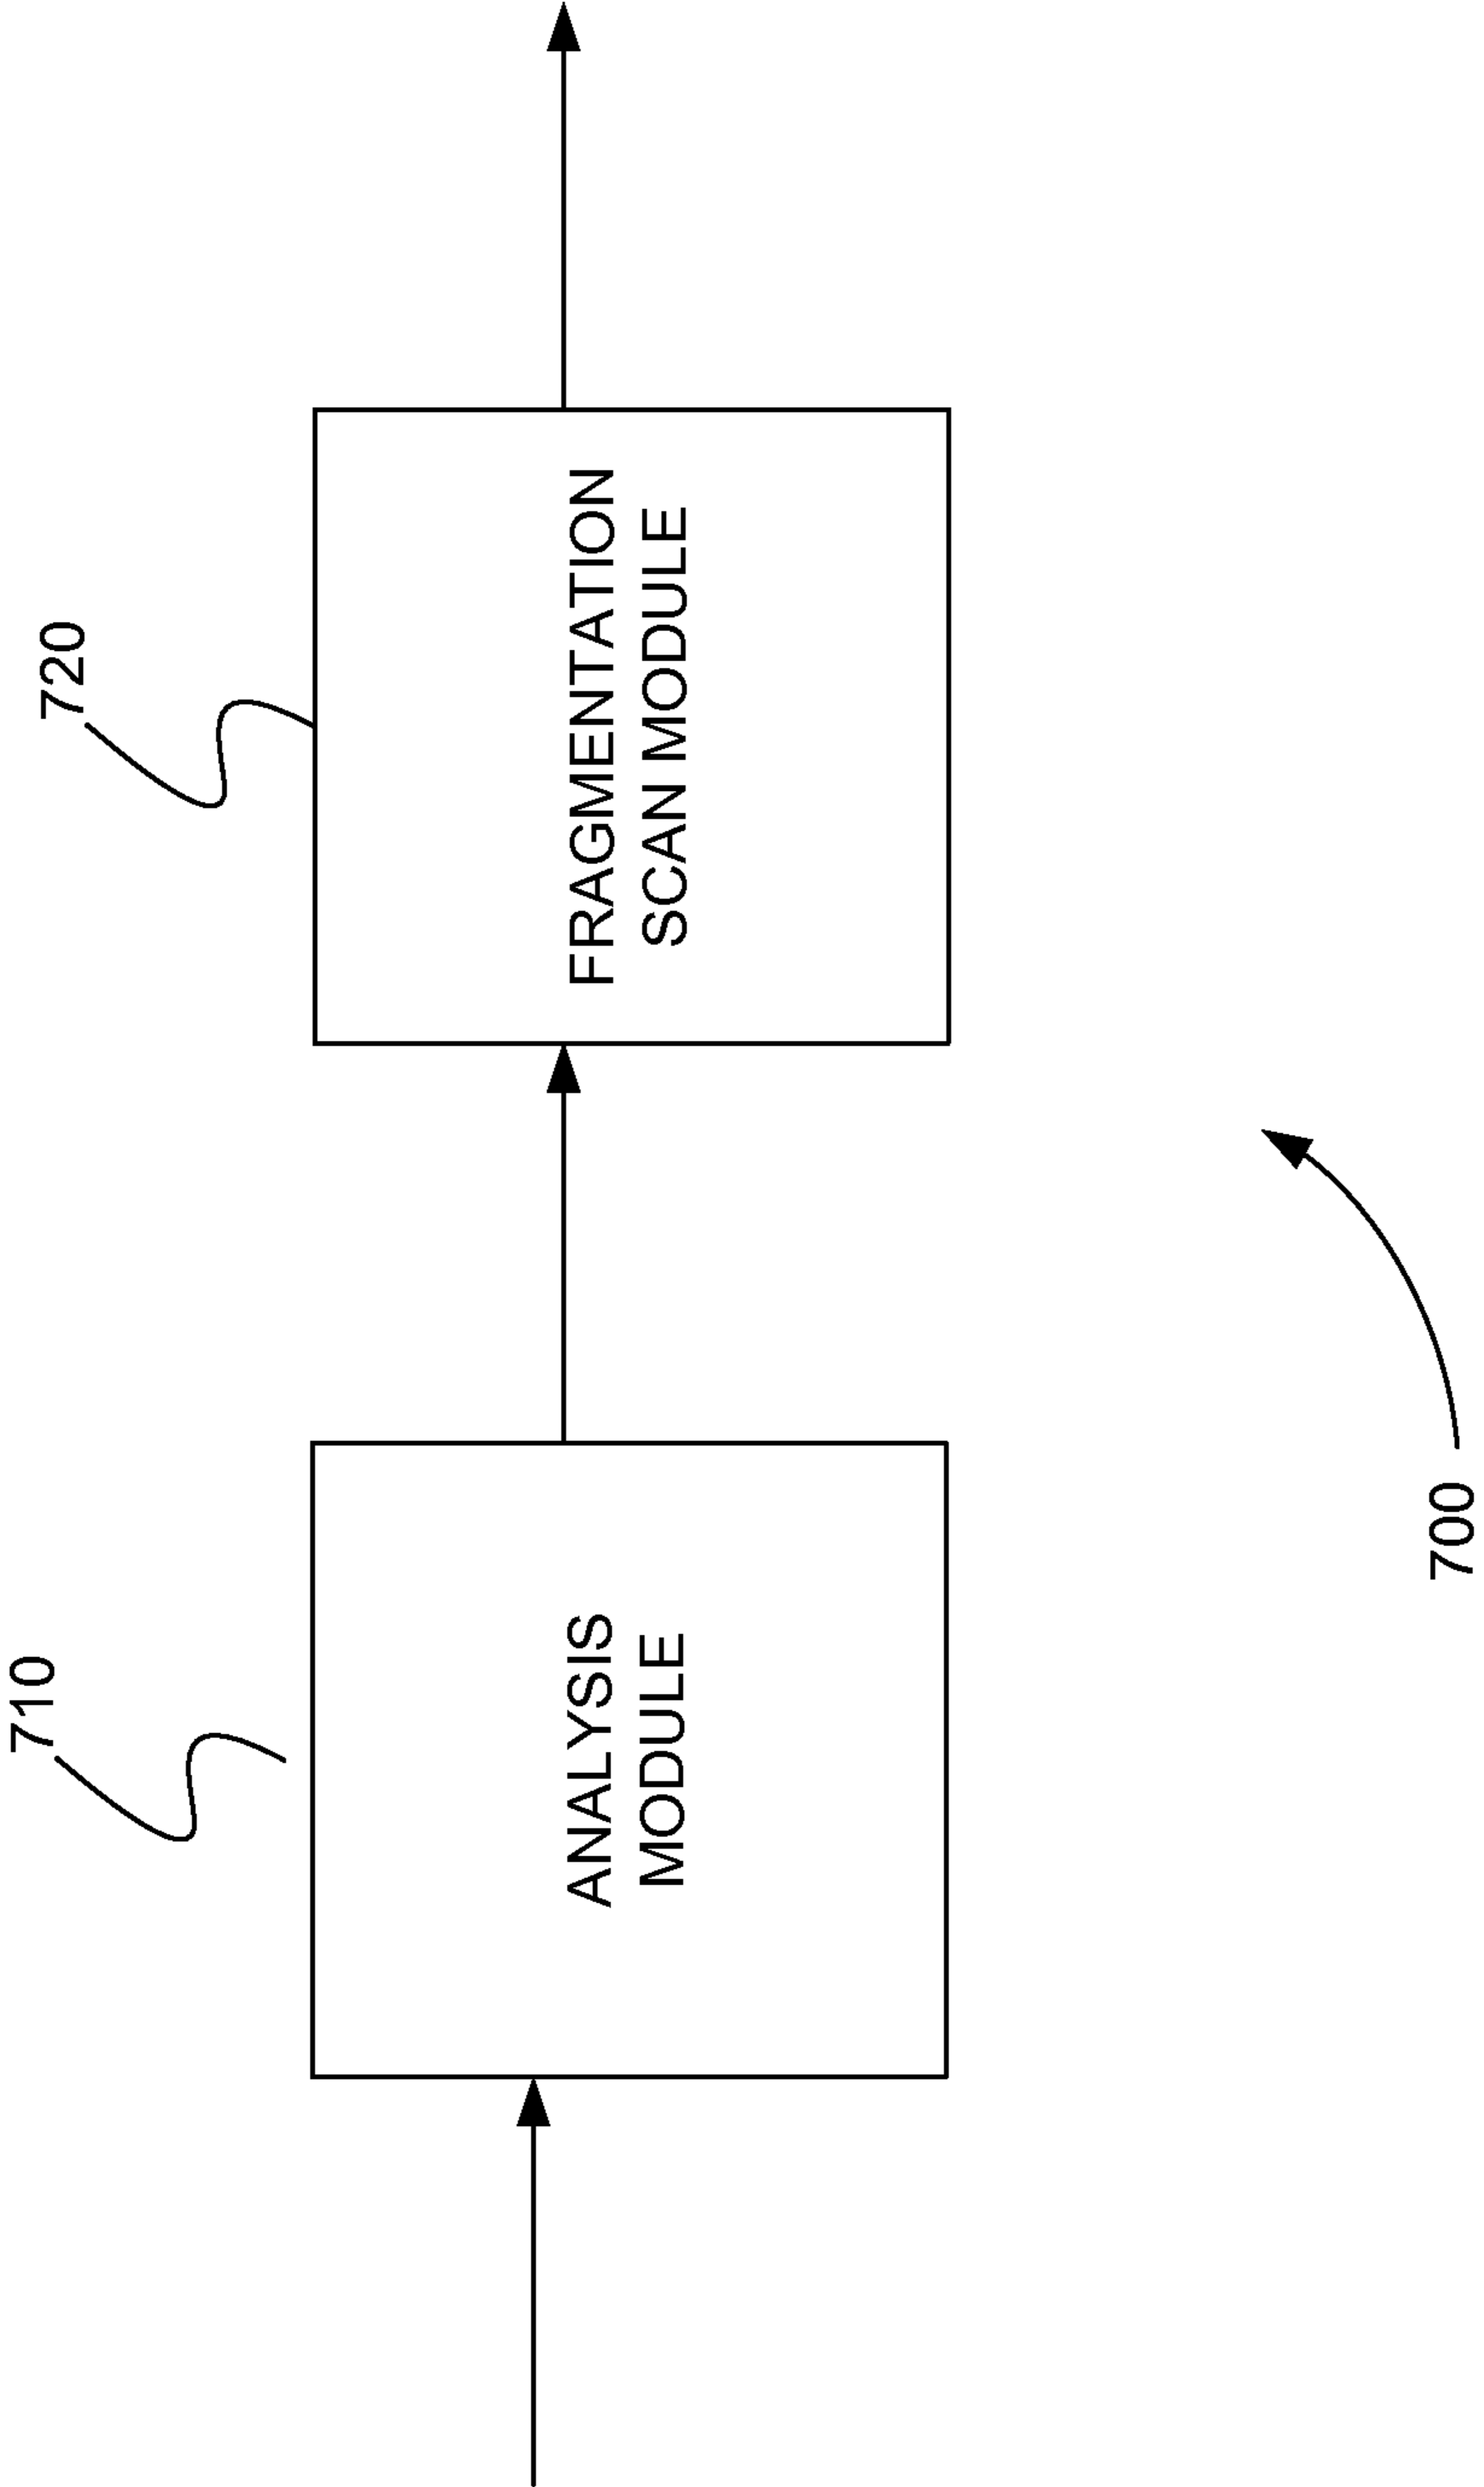 710
720
ANALYSIS
MODULE
FRAGMENTATION
SCAN MODULE
700